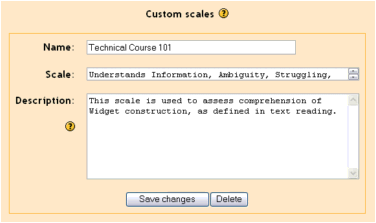 Custom scales
Name: Technical Course 101
Scale: Understands Information, Ambiguity, Struggling,
Description: This scale is used to assess comprehension of
Widget construction, as defined in text reading.
Save changes Delete